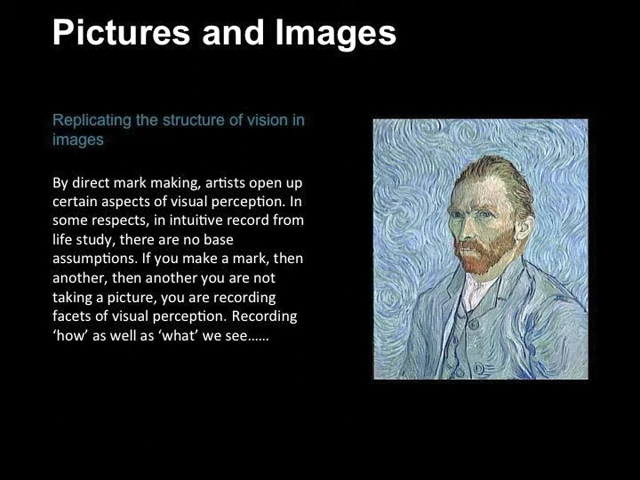 Pictures and Images
Replicating the structure of vision in
images
By direct mark making, artists open up
certain aspects of visual perception. In
some respects, in intuitive record from
life study, there are no base
assumptions. If you make a mark, then
another, then another you are not
taking a picture, you are recording
facets of visual perception. Recording
‘how’ as well as ‘what’ we see......